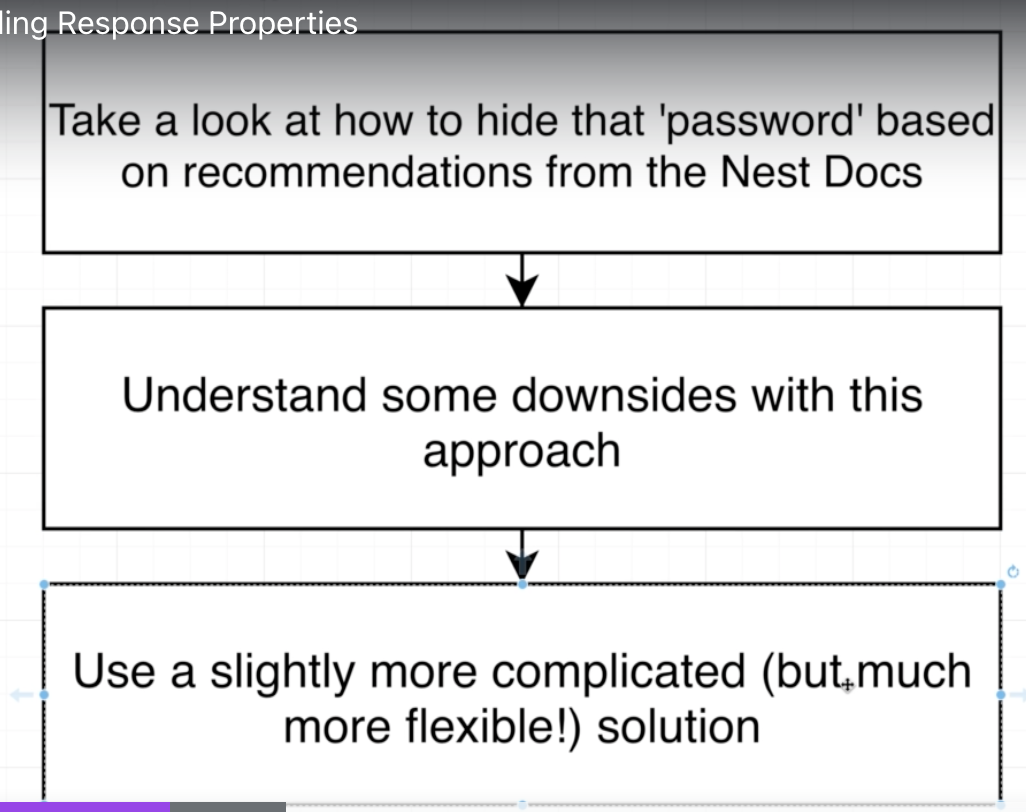 ling Response Properties
Take a look at how to hide that 'password' based
on recommendations from the Nest Docs
Understand some downsides with this
approach
Use a slightly more complicated (but much
more flexible!) solution